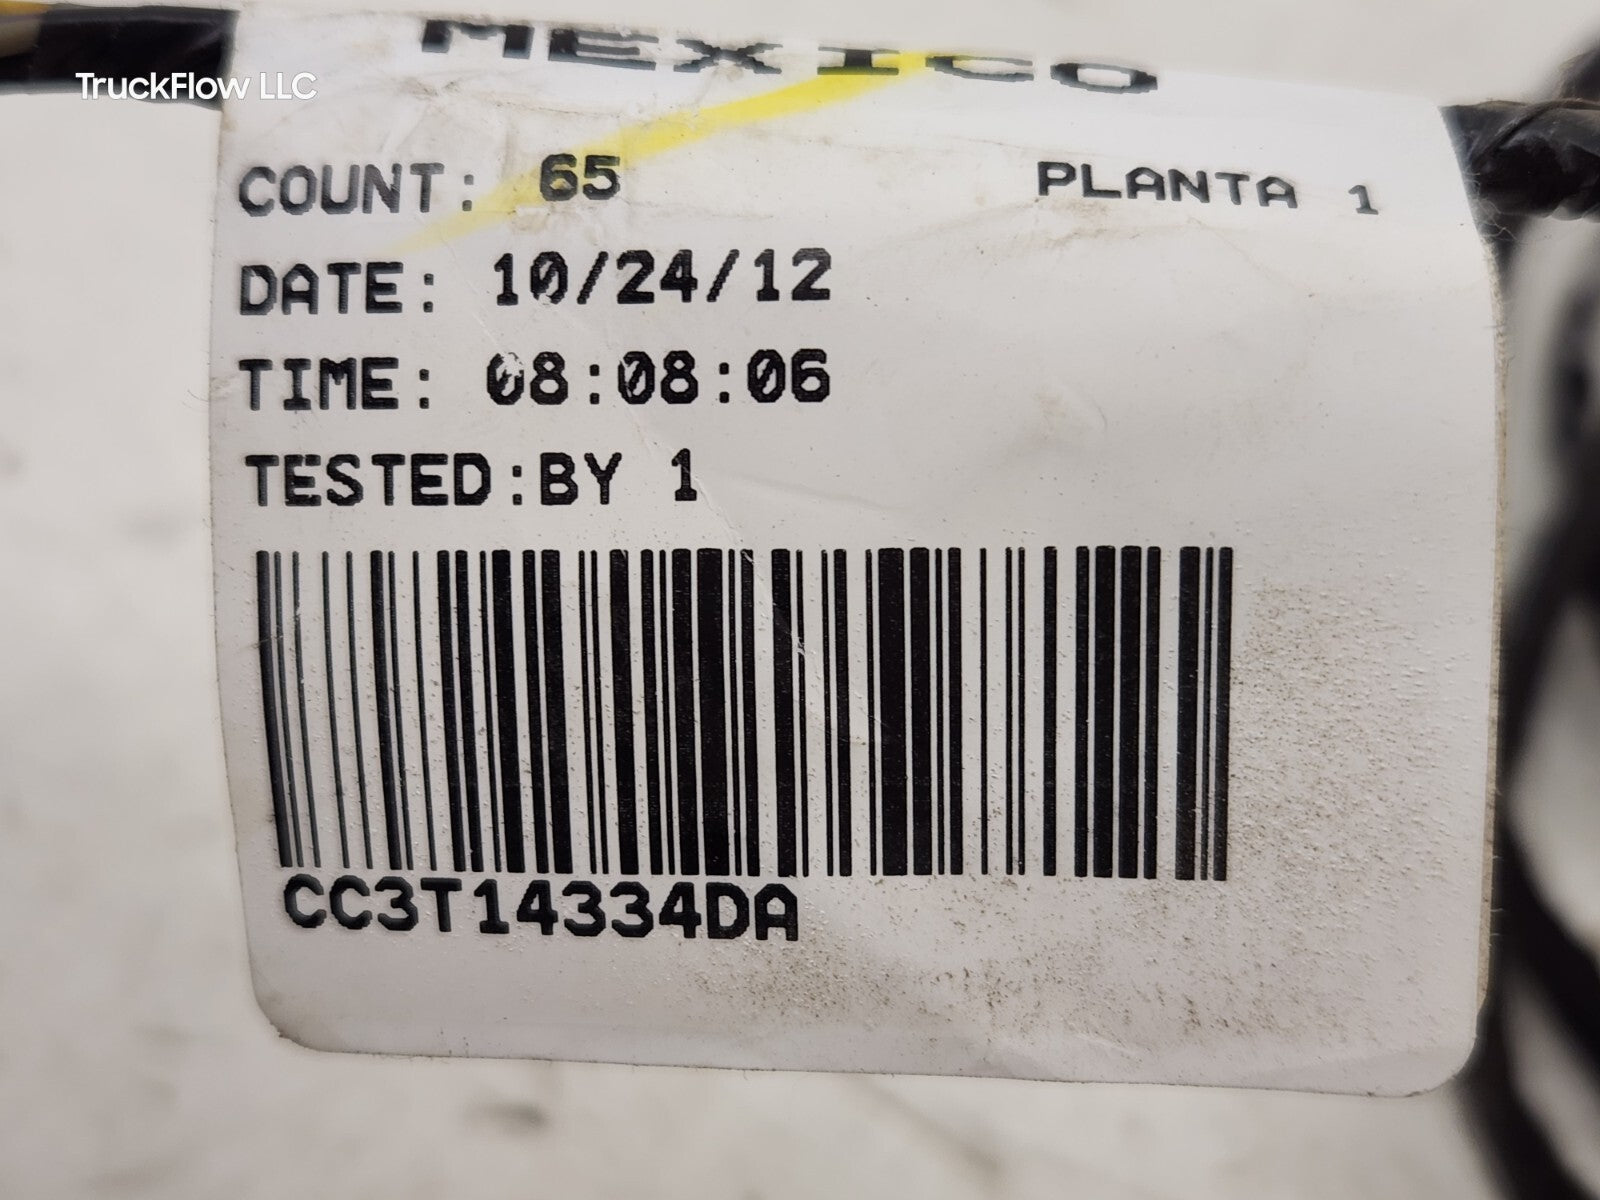 MEXICO
TruckFlow LLC
COUNT: 65
PLANTA 1
DATE: 10/24/12
TIME: 08:08:06
TESTED:BY 1
CC3T14334DA